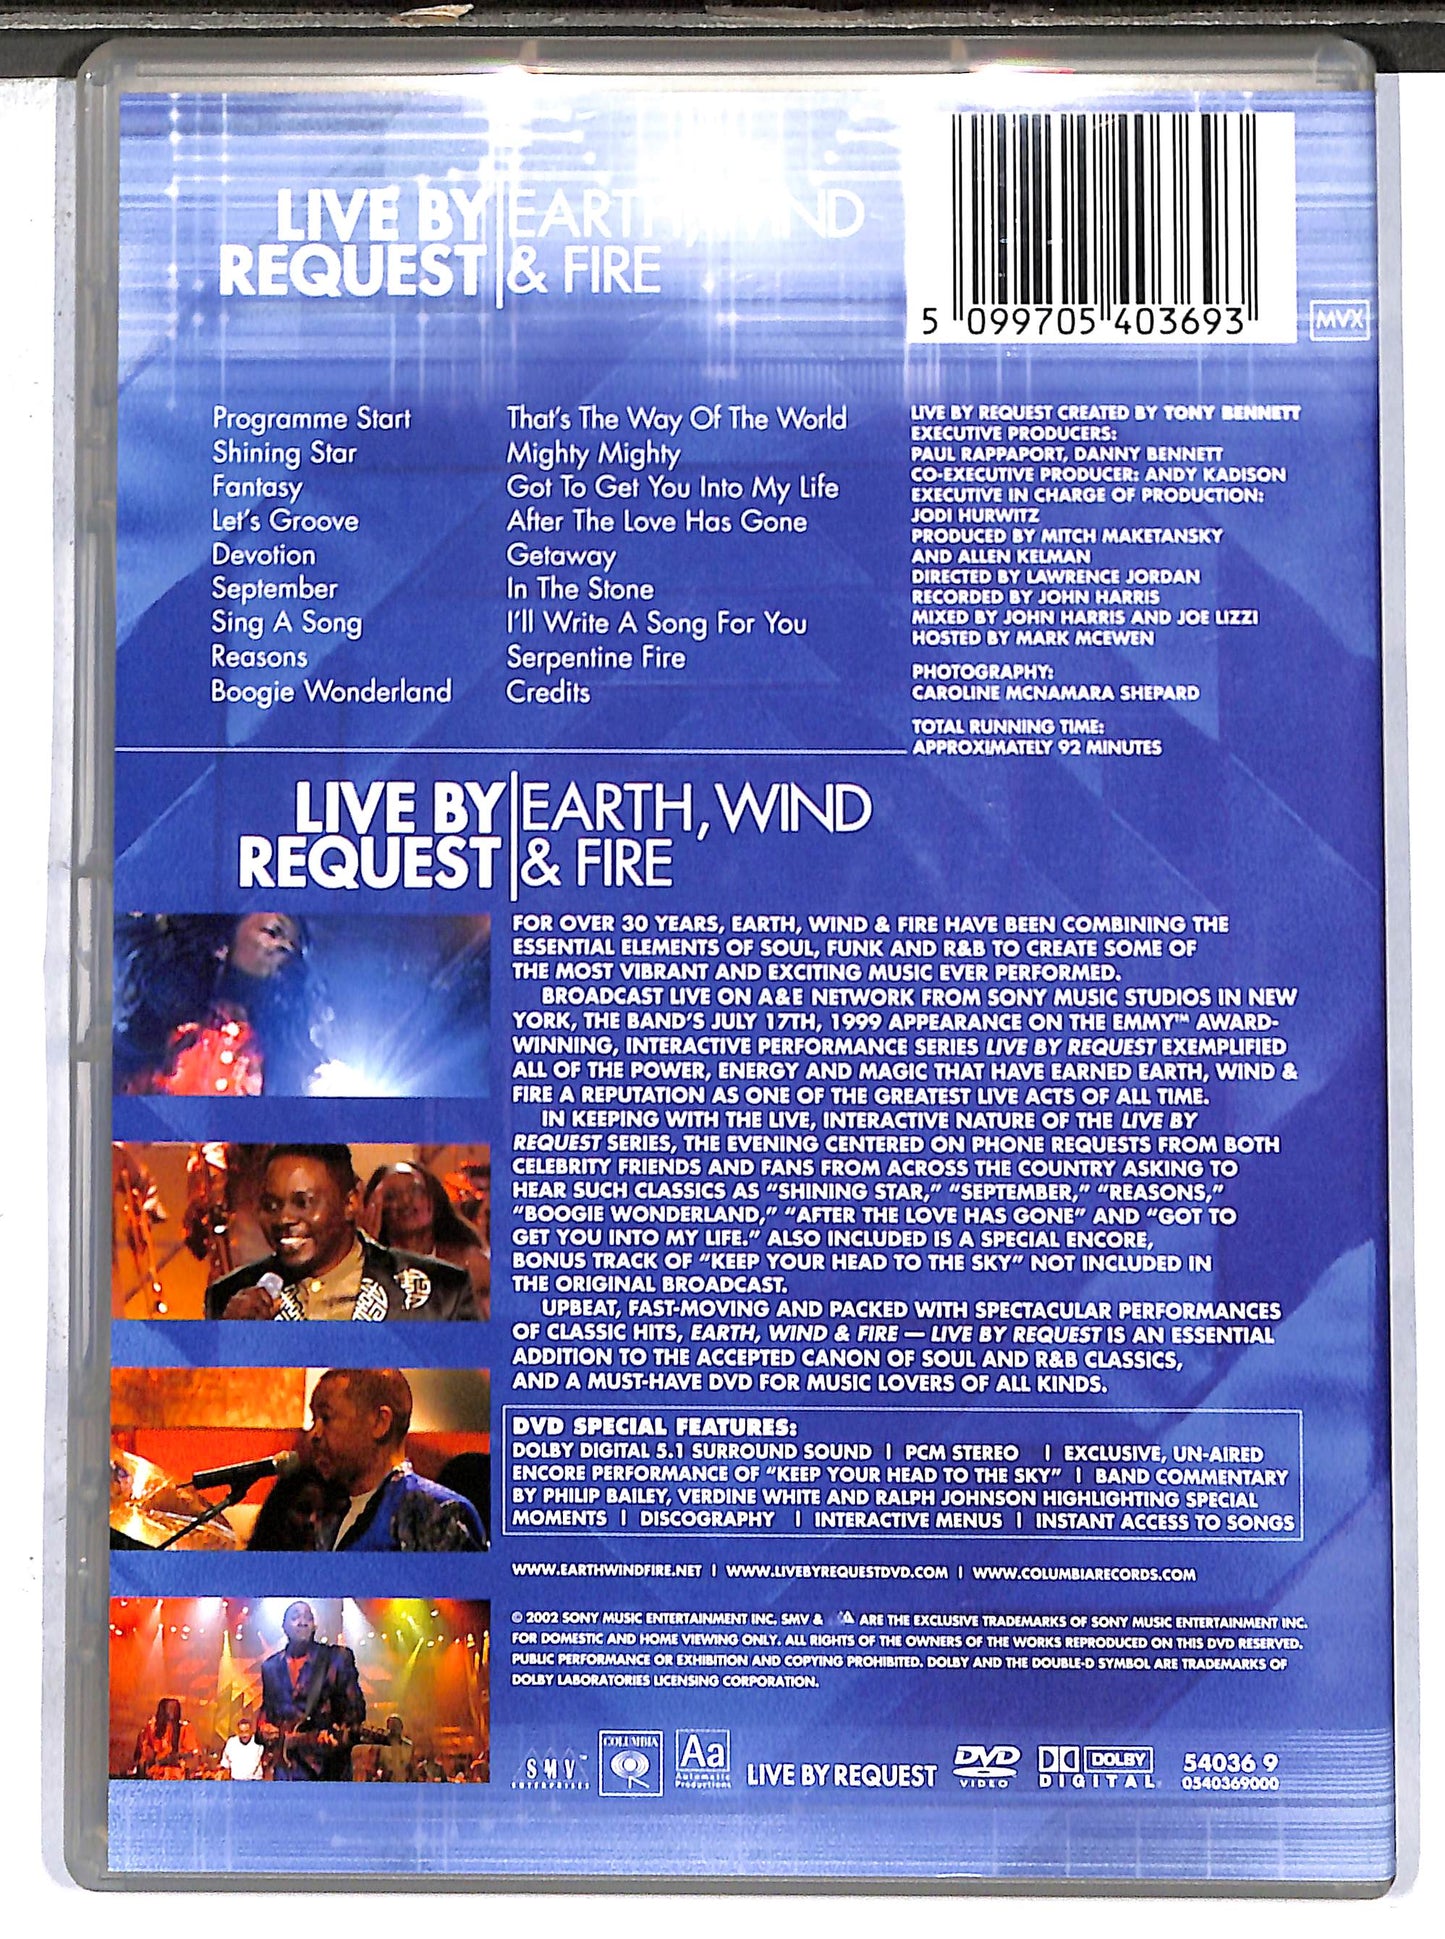 LIVE BY EARTH, WIND
REQUEST & FIRE
5 099705 403693
MVX
Programme Start
Shining Star
Fantasy
Let's Groove
Devotion
September
Sing A Song
Reasons
Boogie Wonderland
That's The Way Of The World
Mighty Mighty
Got To Get You Into My Life
After The Love Has Gone
Getaway
In The Stone
I'll Write A Song For You
Serpentine Fire
Credits
LIVE BY REQUEST CREATED BY TONY BENNETT
EXECUTIVE PRODUCERS:
PAUL RAPPAPORT, DANNY BENNETT
CO-EXECUTIVE PRODUCER: ANDY KADISON
EXECUTIVE IN CHARGE OF PRODUCTION:
JODI HURWITZ
PRODUCED BY MITCH MAKETANSKY
AND ALLEN KELMAN
DIRECTED BY LAWRENCE JORDAN
RECORDED BY JOHN HARRIS
MIXED BY JOHN HARRIS AND JOE LIZZI
HOSTED BY MARK MCEWEN
PHOTOGRAPHY:
CAROLINE MCNAMARA SHEPARD
TOTAL RUNNING TIME:
APPROXIMATELY 92 MINUTES
LIVE BY EARTH, WIND
REQUEST & FIRE
FOR OVER 30 YEARS, EARTH, WIND & FIRE HAVE BEEN COMBINING THE
ESSENTIAL ELEMENTS OF SOUL, FUNK AND R&B TO CREATE SOME OF
THE MOST VIBRANT AND EXCITING MUSIC EVER PERFORMED.
BROADCAST LIVE ON A&E NETWORK FROM SONY MUSIC STUDIOS IN NEW
YORK, THE BAND'S JULY 17TH, 1999 APPEARANCE ON THE EMMY™ AWARD-
WINNING, INTERACTIVE PERFORMANCE SERIES LIVE BY REQUEST EXEMPLIFIED
ALL OF THE POWER, ENERGY AND MAGIC THAT HAVE EARNED EARTH, WIND &
FIRE A REPUTATION AS ONE OF THE GREATEST LIVE ACTS OF ALL TIME.
IN KEEPING WITH THE LIVE, INTERACTIVE NATURE OF THE LIVE BY
REQUEST SERIES, THE EVENING CENTERED ON PHONE REQUESTS FROM BOTH
CELEBRITY FRIENDS AND FANS FROM ACROSS THE COUNTRY ASKING TO
HEAR SUCH CLASSICS AS "SHINING STAR," "SEPTEMBER," "REASONS,"
"BOOGIE WONDERLAND," "AFTER THE LOVE HAS GONE" AND "GOT TO
GET YOU INTO MY LIFE." ALSO INCLUDED IS A SPECIAL ENCORE,
BONUS TRACK OF "KEEP YOUR HEAD TO THE SKY" NOT INCLUDED IN
THE ORIGINAL BROADCAST.
UPBEAT, FAST-MOVING AND PACKED WITH SPECTACULAR PERFORMANCES
OF CLASSIC HITS, EARTH, WIND & FIRE — LIVE BY REQUEST IS AN ESSENTIAL
ADDITION TO THE ACCEPTED CANON OF SOUL AND R&B CLASSICS,
AND A MUST-HAVE DVD FOR MUSIC LOVERS OF ALL KINDS.
DVD SPECIAL FEATURES:
DOLBY DIGITAL 5.1 SURROUND SOUND | PCM STEREO | EXCLUSIVE, UN-AIRED
ENCORE PERFORMANCE OF "KEEP YOUR HEAD TO THE SKY" | BAND COMMENTARY
BY PHILIP BAILEY, VERDINE WHITE AND RALPH JOHNSON HIGHLIGHTING SPECIAL
MOMENTS | DISCOGRAPHY | INTERACTIVE MENUS | INSTANT ACCESS TO SONGS
WWW.EARTHWINDFIRE.NET | WWW.LIVEBYREQUESTDVD.COM | WWW.COLUMBIARECORDS.COM
© 2002 SONY MUSIC ENTERTAINMENT INC. SMV & ARE THE EXCLUSIVE TRADEMARKS OF SONY MUSIC ENTERTAINMENT INC.
FOR DOMESTIC AND HOME VIEWING ONLY. ALL RIGHTS OF THE OWNERS OF THE WORKS REPRODUCED ON THIS DVD RESERVED.
PUBLIC PERFORMANCE OR EXHIBITION AND COPYING PROHIBITED. DOLBY AND THE DOUBLE-D SYMBOL ARE TRADEMARKS OF
DOLBY LABORATORIES LICENSING CORPORATION.
SMV™
ENTERPRISES
COLUMBIA
Aa
Automatic
Productions
LIVE BY REQUEST
DVD
VIDEO
DOLBY
DIGITAL
54036 9
0540369000